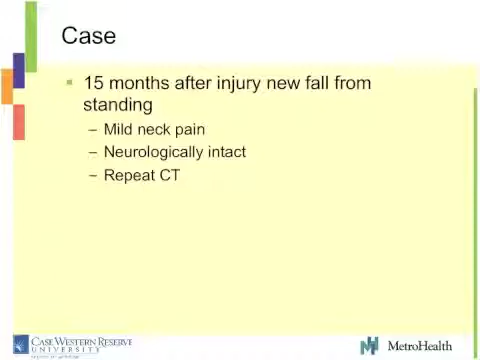 Case
15 months after injury new fall from
standing
– Mild neck pain
– Neurologically intact
– Repeat CT
CASE WESTERN RESERVE
UNIVERSITY
MetroHealth